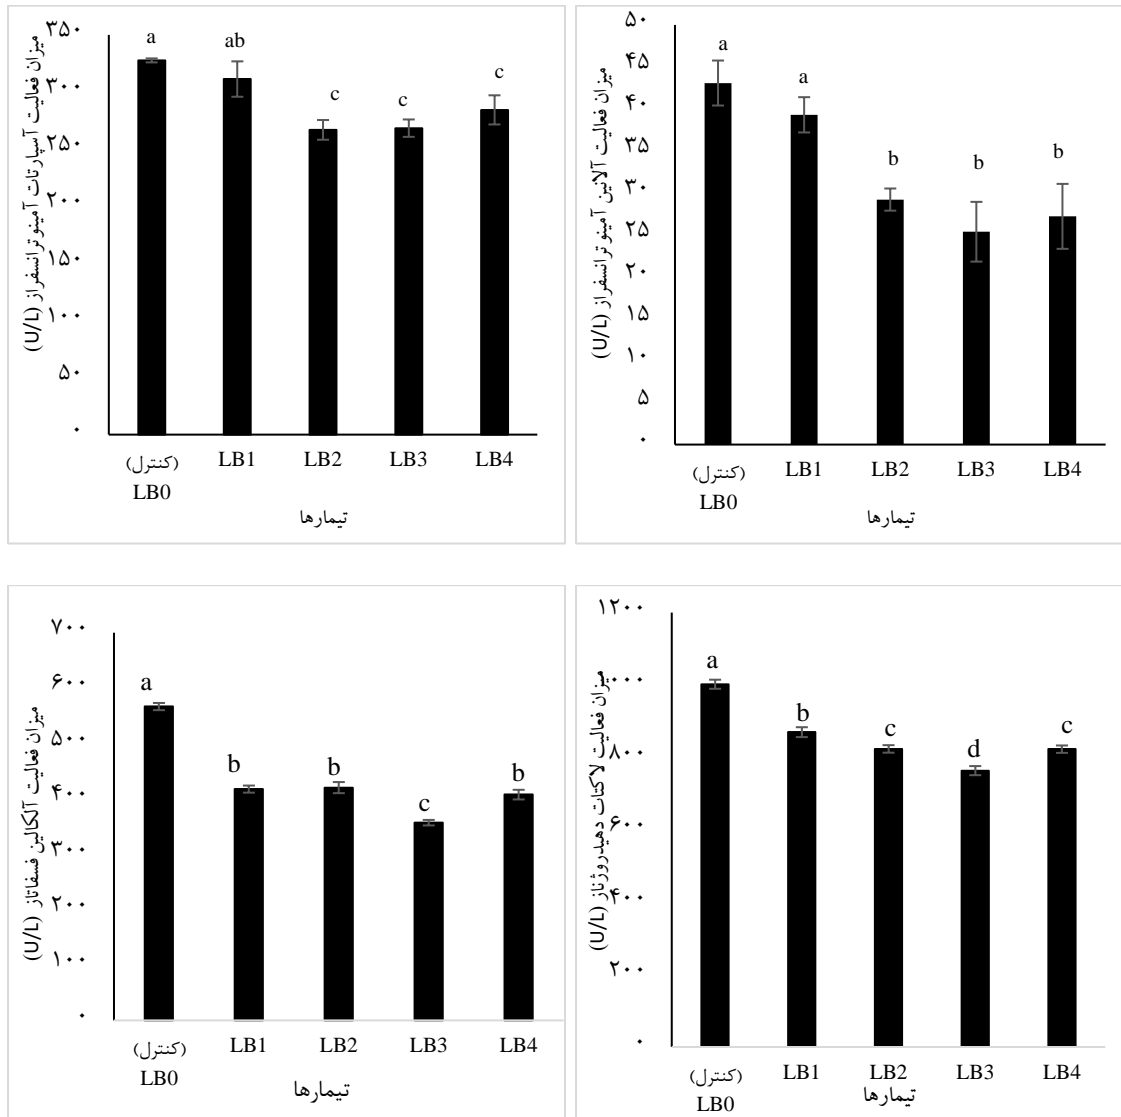 میزان فعالیت آسپارتات آمینو ترانسفراز (U/L)
۳۵۰
۳۰۰
۲۵۰
۲۰۰
۱۵۰
۱۰۰
۵۰
۰
a
ab
c
c
c
(کنترل)
LB0
LB1
LB2
LB3
LB4
تیمارها
میزان فعالیت آلانین آمینو ترانسفراز (U/L)
۵۰
۴۵
۴۰
۳۵
۳۰
۲۵
۲۰
۱۵
۱۰
۵
۰
a
a
b
b
b
(کنترل)
LB0
LB1
LB2
LB3
LB4
تیمارها
میزان فعالیت آلکالین فسفاتاز (U/L)
۷۰۰
۶۰۰
۵۰۰
۴۰۰
۳۰۰
۲۰۰
۱۰۰
۰
a
b
b
c
b
(کنترل)
LB0
LB1
LB2
LB3
LB4
تیمارها
میزان فعالیت لاکتات دهیدروژناز (U/L)
۱۲۰۰
۱۰۰۰
۸۰۰
۶۰۰
۴۰۰
۲۰۰
۰
a
b
c
d
c
(کنترل)
LB0
LB1
LB2
LB3
LB4
تیمارها